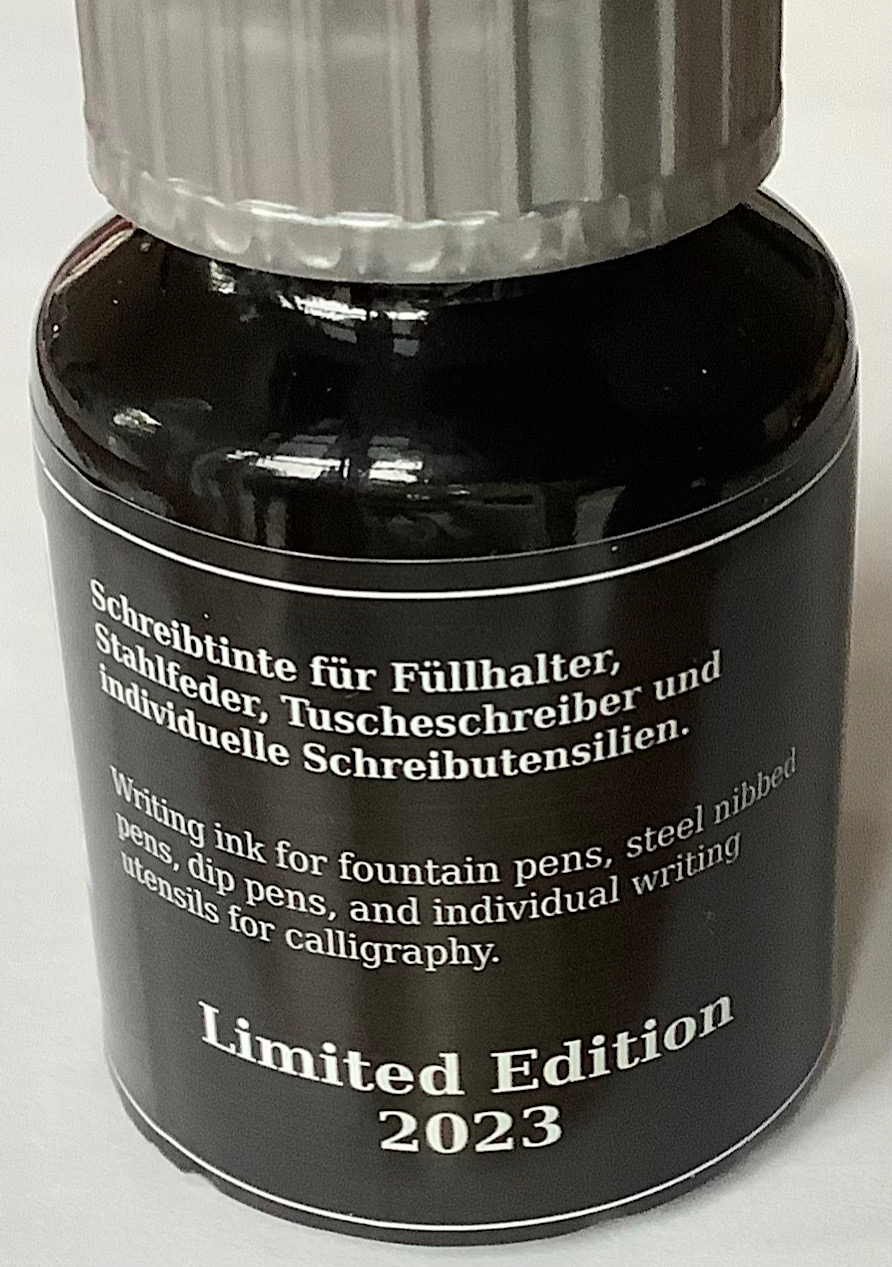 Schreibtinte für Füllhalter,
Stahlfeder, Tuscheschreiber und
individuelle Schreibutensilien.
Writing ink for fountain pens, steel nibbed
pens, dip pens, and individual writing
utensils for calligraphy.
Limited Edition
2023